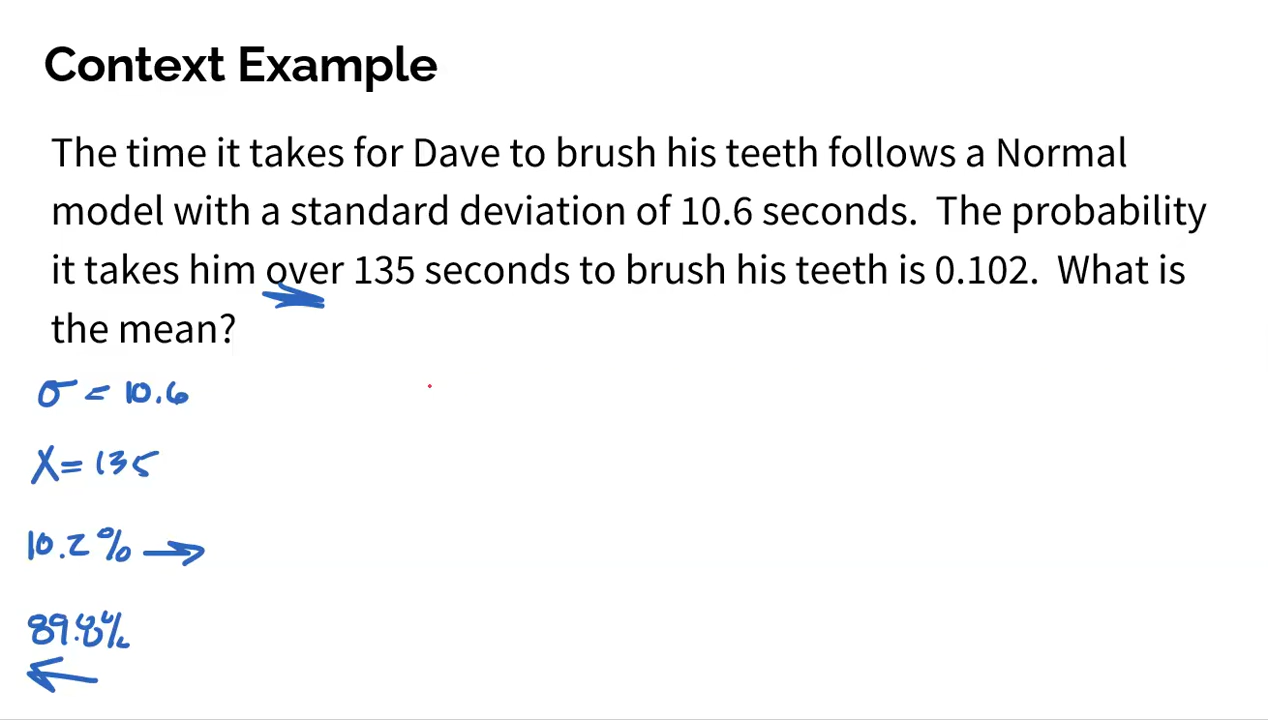 Context Example
The time it takes for Dave to brush his teeth follows a Normal
model with a standard deviation of 10.6 seconds. The probability
it takes him over 135 seconds to brush his teeth is 0.102. What is
the mean?
σ = 10.6
X = 135
10.2% →
89.8%
←